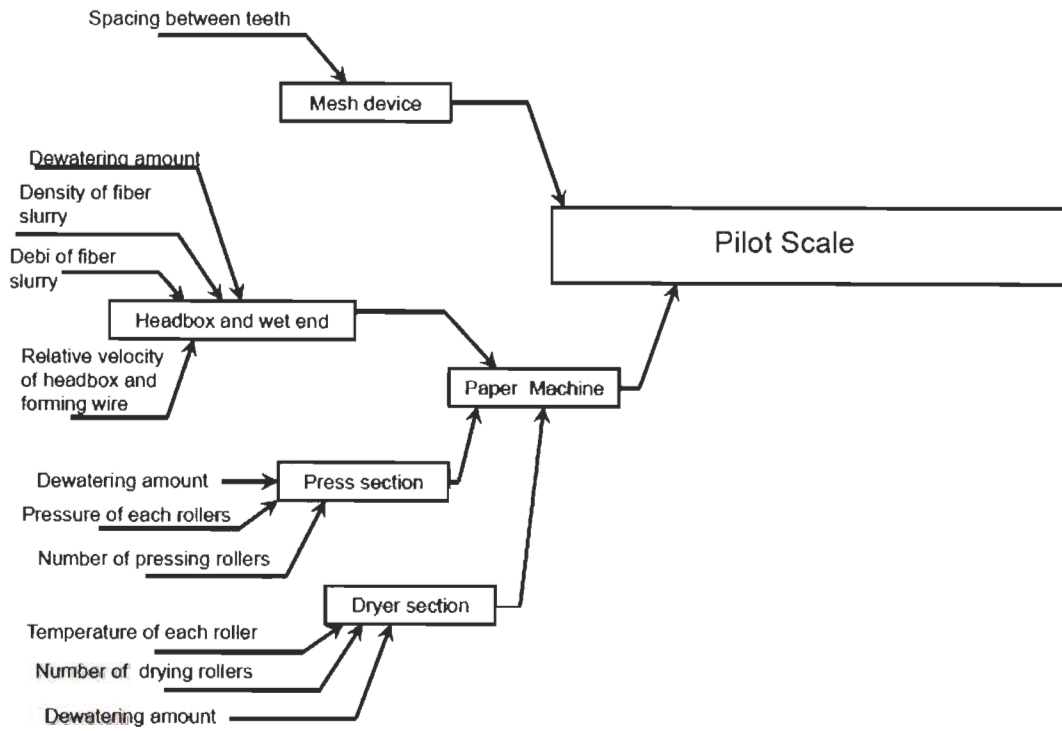 Spacing between teeth
Mesh device
Dewatering amount
Density of fiber
slurry
Debi of fiber
slurry
Headbox and wet end
Relative velocity
of headbox and
forming wire
Pilot Scale
Paper Machine
Dewatering amount
Press section
Pressure of each rollers
Number of pressing rollers
Dryer section
Temperature of each roller
Number of drying rollers
Dewatering amount